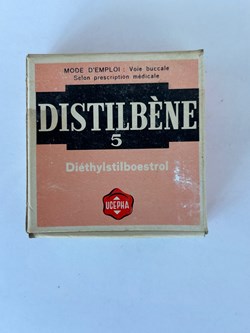 MODE D'EMPLOI : Voie buccale
Selon prescription médicale
DISTILBÈNE
5
Diéthylstilboestrol
UCEPHA